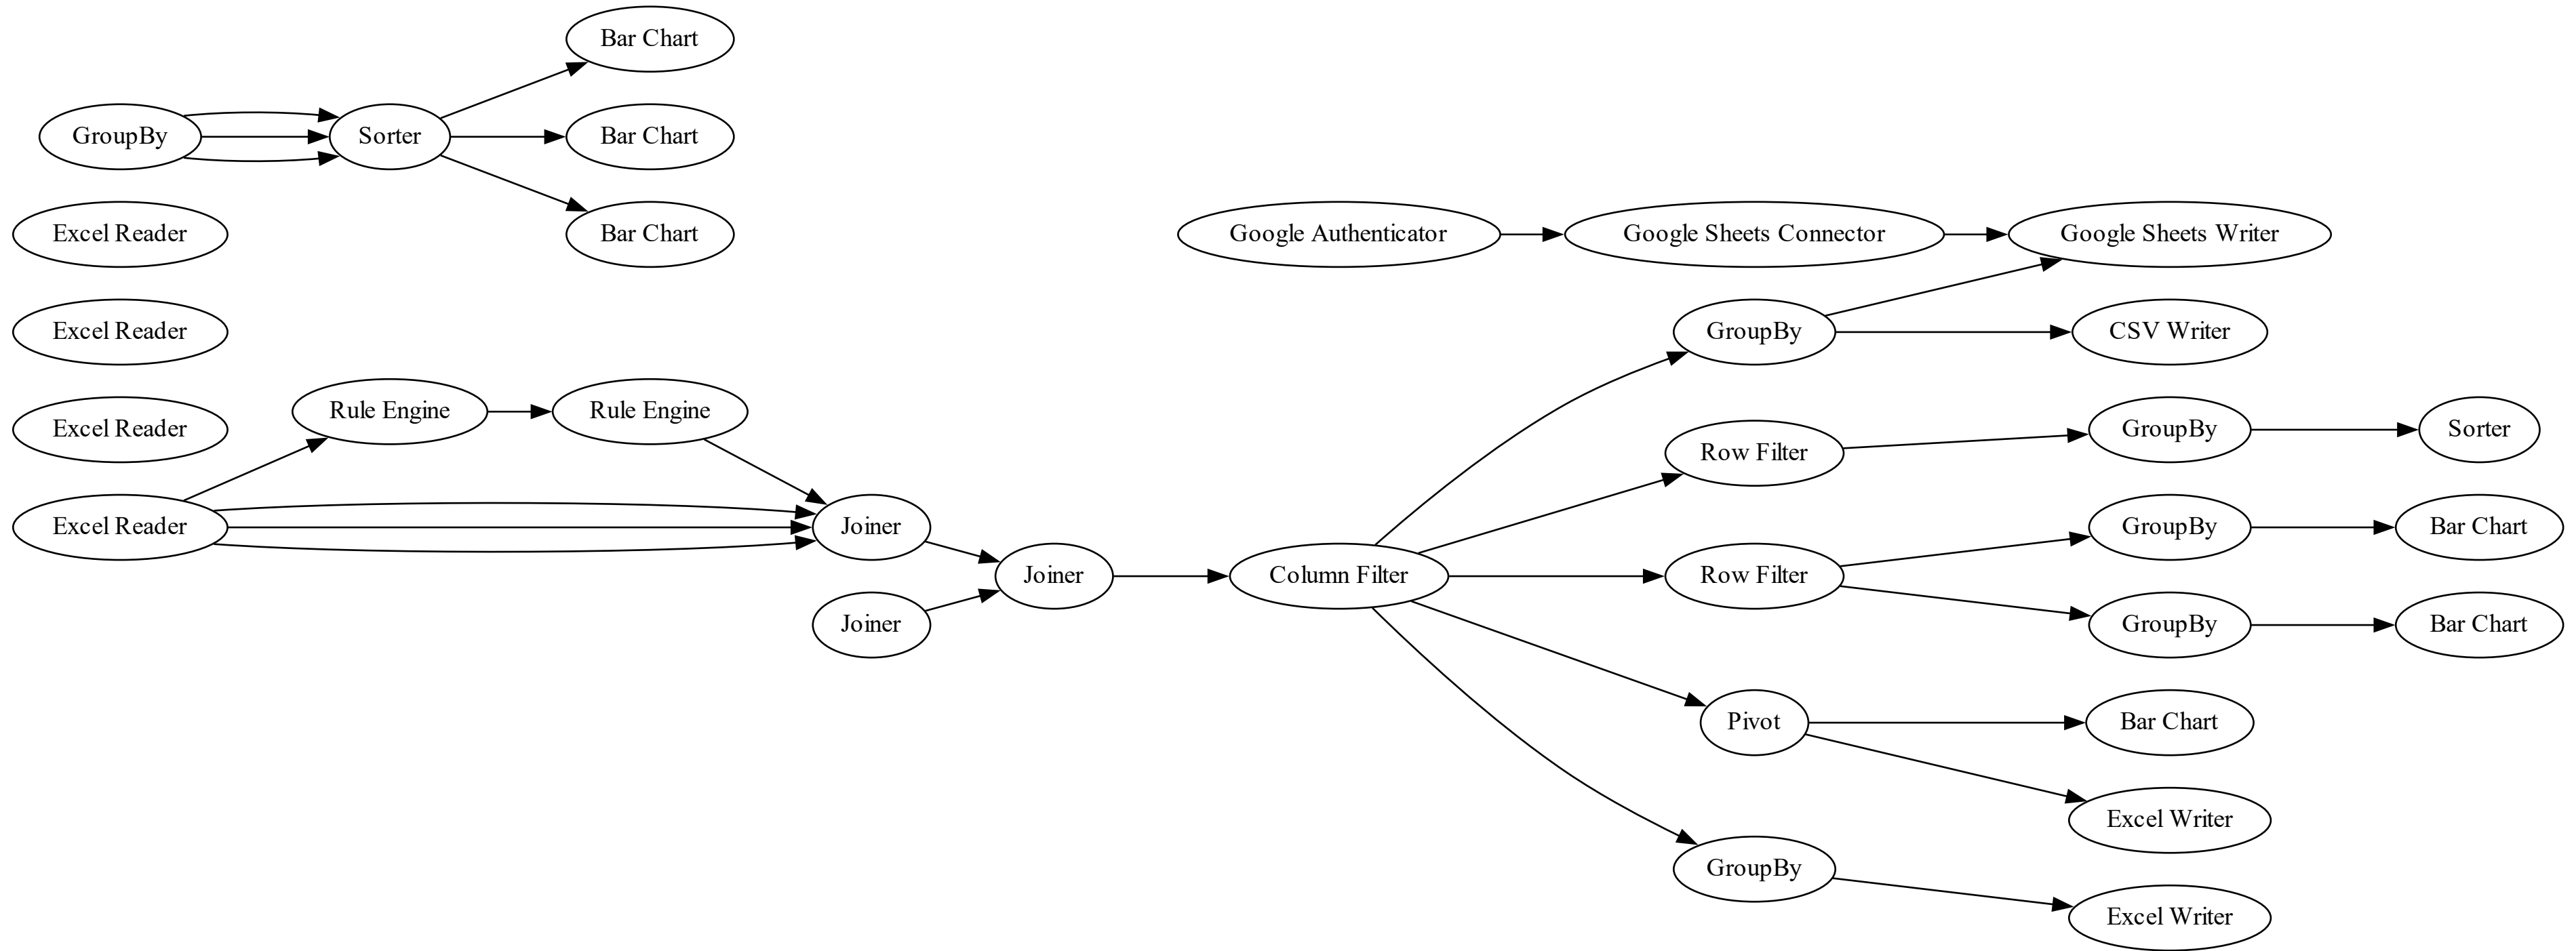 Bar Chart
GroupBy
Sorter
Bar Chart
Excel Reader
Bar Chart
Google Authenticator
Google Sheets Connector
Google Sheets Writer
Excel Reader
GroupBy
CSV Writer
Rule Engine
Rule Engine
Excel Reader
Row Filter
GroupBy
Sorter
Excel Reader
Joiner
GroupBy
Bar Chart
Joiner
Column Filter
Row Filter
Joiner
GroupBy
Bar Chart
Pivot
Bar Chart
Excel Writer
GroupBy
Excel Writer